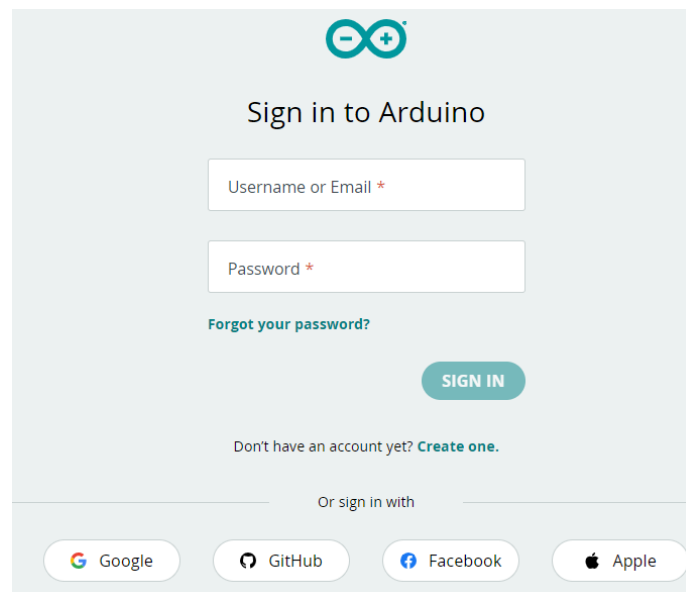 Sign in to Arduino
Username or Email *
Password *
Forgot your password?
SIGN IN
Don't have an account yet? Create one.
Or sign in with
Google GitHub Facebook Apple